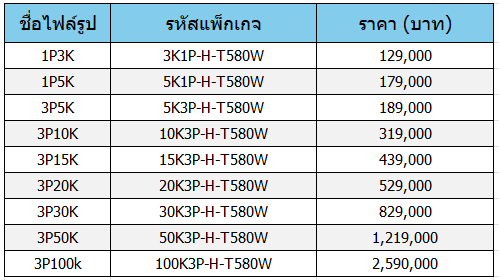 ชื่อไฟล์รูป รหัสแพ็กเกจ ราคา (บาท)
1P3K 3K1P-H-T580W 129,000
1P5K 5K1P-H-T580W 179,000
3P5K 5K3P-H-T580W 189,000
3P10K 10K3P-H-T580W 319,000
3P15K 15K3P-H-T580W 439,000
3P20K 20K3P-H-T580W 529,000
3P30K 30K3P-H-T580W 829,000
3P50K 50K3P-H-T580W 1,219,000
3P100k 100K3P-H-T580W 2,590,000